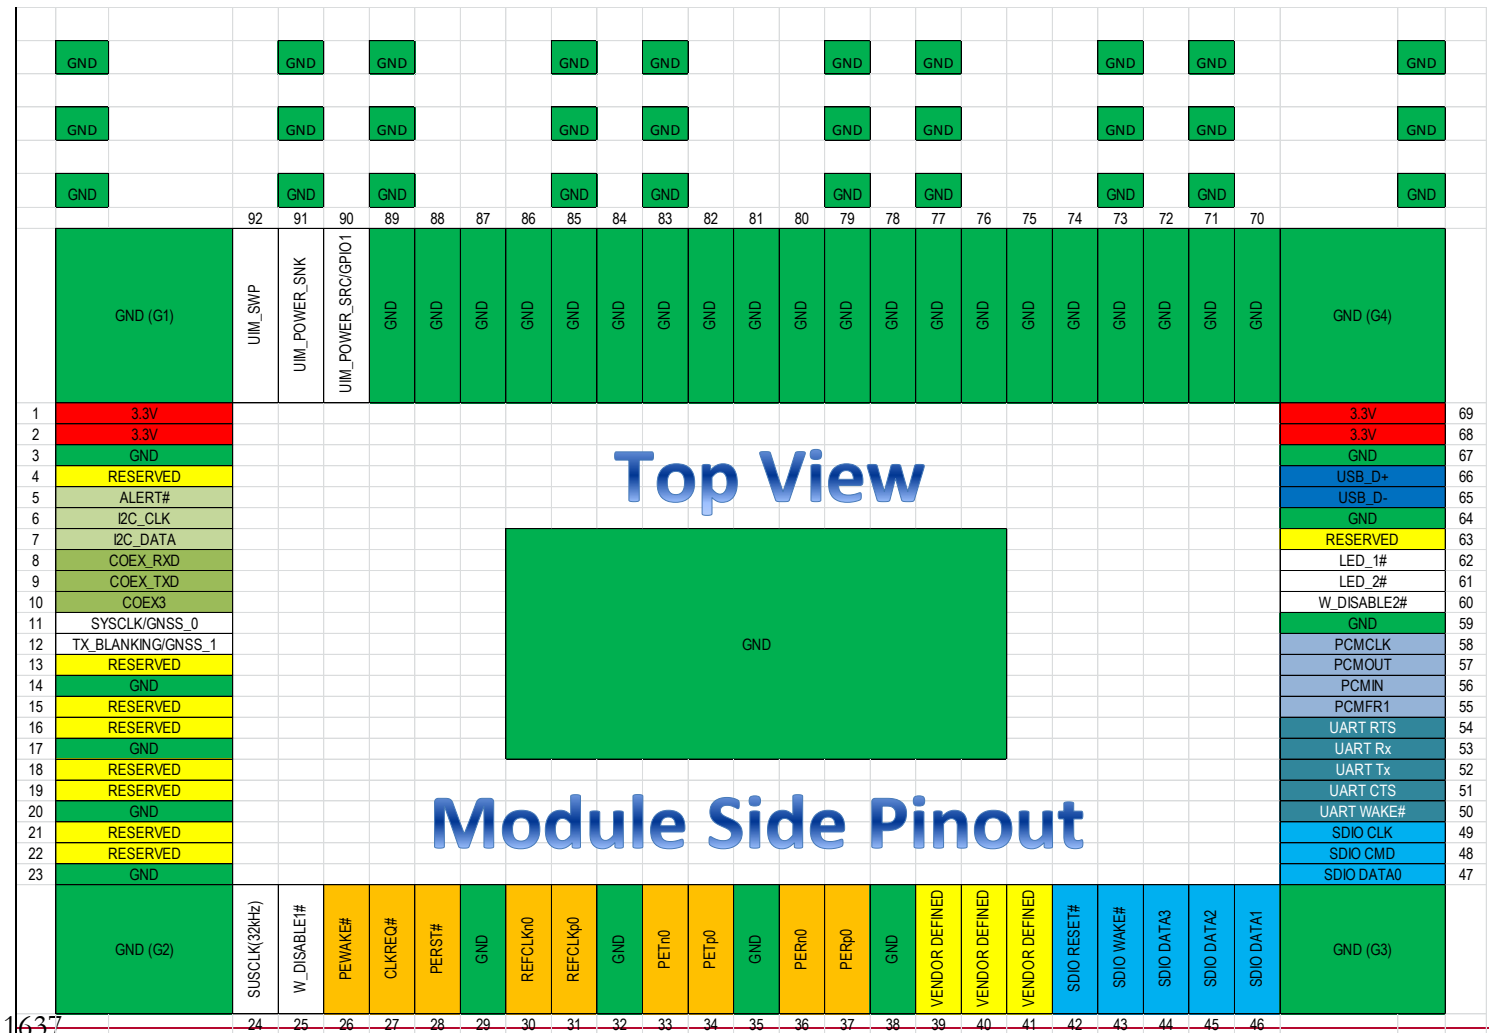 GND GND GND GND GND GND GND GND GND GND
GND GND GND GND GND GND GND GND GND GND
GND GND GND GND GND GND GND GND GND GND
92 91 90 89 88 87 86 85 84 83 82 81 80 79 78 77 76 75 74 73 72 71 70
GND (G1) UIM_SWP UIM_POWER_SNK UIM_POWER_SRC/GPIO1 GND GND GND GND GND GND GND GND GND GND GND GND GND GND GND GND GND GND GND GND GND (G4)
1 3.3V 3.3V 69
2 3.3V 3.3V 68
3 GND GND 67
4 RESERVED USB_D+ 66
5 ALERT# USB_D- 65
6 I2C_CLK GND 64
7 I2C_DATA RESERVED 63
8 COEX_RXD LED_1# 62
9 COEX_TXD LED_2# 61
10 COEX3 W_DISABLE2# 60
11 SYSCLK/GNSS_0 GND 59
12 TX_BLANKING/GNSS_1 PCMCLK 58
13 RESERVED PCMOUT 57
14 GND PCMIN 56
15 RESERVED PCMFR1 55
16 RESERVED UART RTS 54
17 GND UART Rx 53
18 RESERVED UART Tx 52
19 RESERVED UART CTS 51
20 GND UART WAKE# 50
21 RESERVED SDIO CLK 49
22 RESERVED SDIO CMD 48
23 GND SDIO DATA0 47
Top View
GND
Module Side Pinout
GND (G2) SUSCLK(32kHz) W_DISABLE1# PEWAKE# CLKREQ# PERST# GND REFCLKn0 REFCLKp0 GND PETn0 PETp0 GND PERn0 PERp0 GND VENDOR DEFINED VENDOR DEFINED VENDOR DEFINED SDIO RESET# SDIO WAKE# SDIO DATA3 SDIO DATA2 SDIO DATA1 GND (G3)
24 25 26 27 28 29 30 31 32 33 34 35 36 37 38 39 40 41 42 43 44 45 46
1637